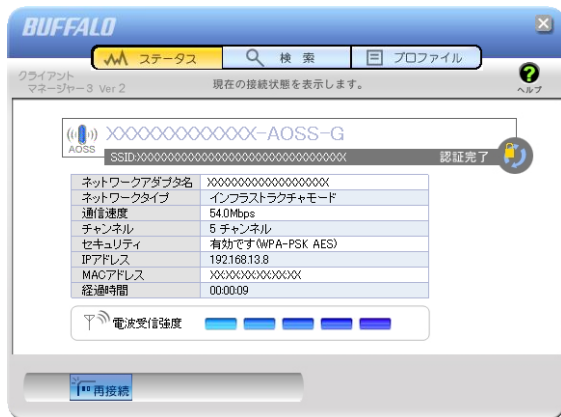 BUFFALO
ステータス
検 索
プロファイル
クライアント
マネージャー3 Ver 2
現在の接続状態を表示します。
ヘルプ
AOSS
XXXXXXXXXXXXX-AOSS-G
SSID:XXXXXXXXXXXXXXXXXXXXXXXXXXXXXXXX
認証完了
ネットワークアダプタ名 XXXXXXXXXXXXXXXXXX
ネットワークタイプ インフラストラクチャモード
通信速度 54.0Mbps
チャンネル 5 チャンネル
セキュリティ 有効です(WPA-PSK AES)
IPアドレス 192.168.13.8
MACアドレス XX:XX:XX:XX:XX:XX
経過時間 00:00:09
電波受信強度
再接続